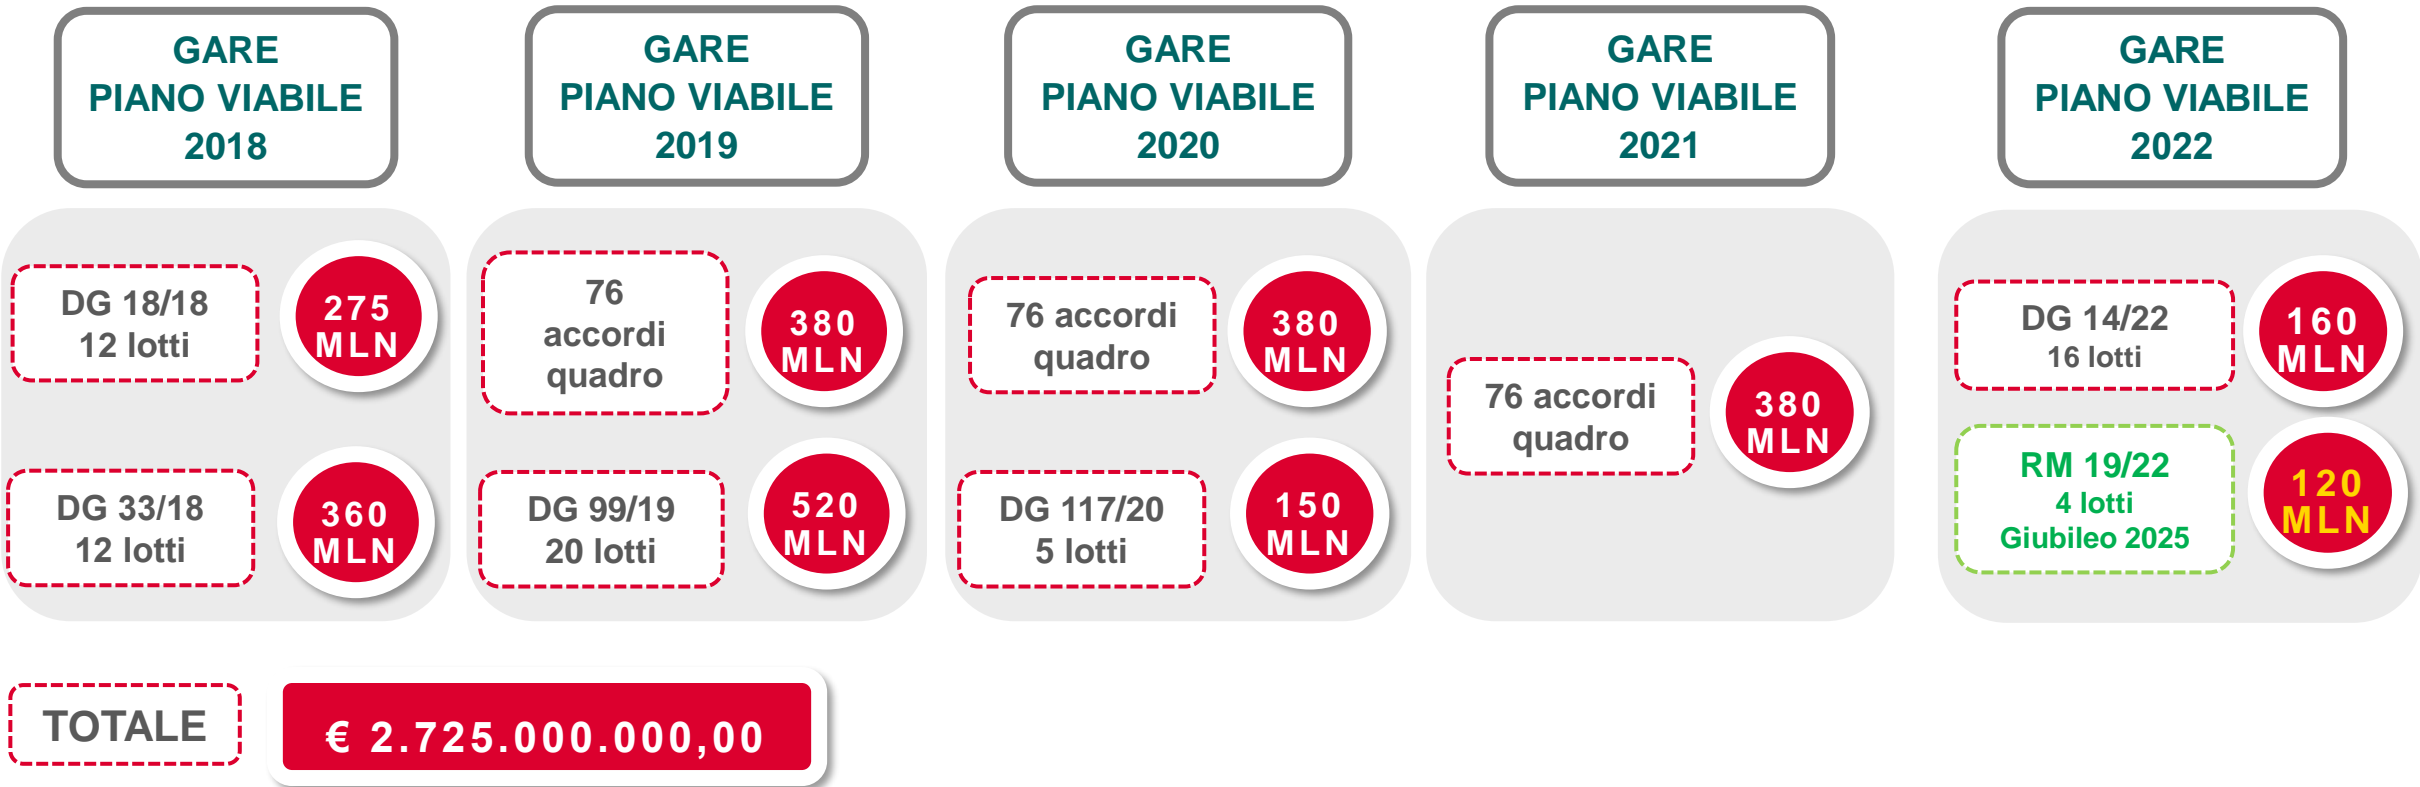 GARE
PIANO VIABILE
2018
GARE
PIANO VIABILE
2019
GARE
PIANO VIABILE
2020
GARE
PIANO VIABILE
2021
GARE
PIANO VIABILE
2022
DG 18/18
12 lotti
275
MLN
DG 33/18
12 lotti
360
MLN
76
accordi
quadro
380
MLN
DG 99/19
20 lotti
520
MLN
76 accordi
quadro
380
MLN
DG 117/20
5 lotti
150
MLN
76 accordi
quadro
380
MLN
DG 14/22
16 lotti
160
MLN
RM 19/22
4 lotti
Giubileo 2025
120
MLN
TOTALE
€ 2.725.000.000,00